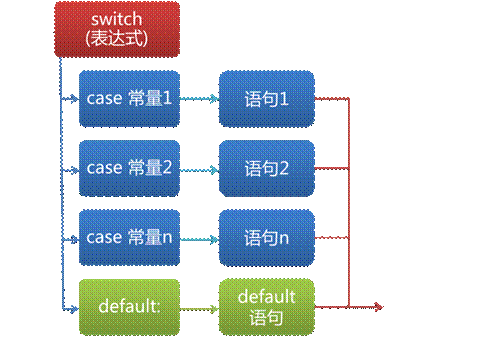 switch
(表达式)
case 常量1
语句1
case 常量2
语句2
case 常量n
语句n
default:
default
语句